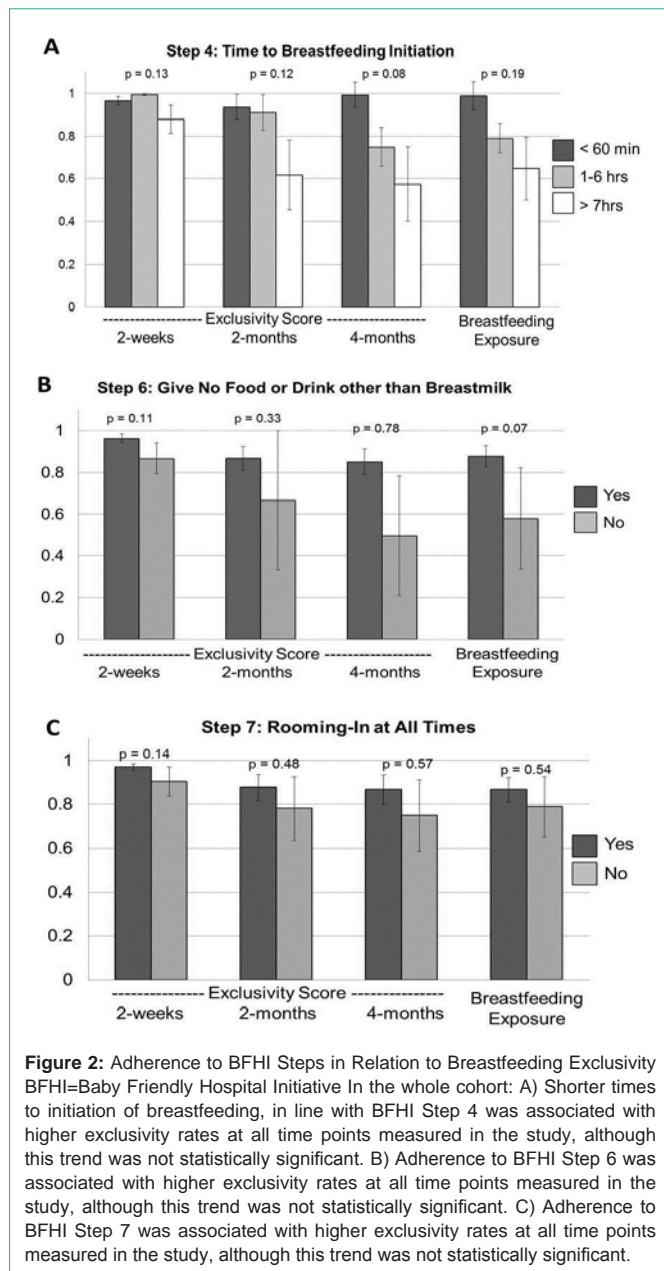 A
Step 4: Time to Breastfeeding Initiation
p = 0.13 p = 0.12 p = 0.08 p = 0.19
1
0.8
0.6
0.4
0.2
0
< 60 min
1-6 hrs
> 7hrs
-------------------- Exclusivity Score --------------------
2-weeks 2-months 4-months
Breastfeeding
Exposure
B
Step 6: Give No Food or Drink other than Breastmilk
p = 0.11 p = 0.33 p = 0.78 p = 0.07
1
0.8
0.6
0.4
0.2
0
Yes
No
-------------------- Exclusivity Score --------------------
2-weeks 2-months 4-months
Breastfeeding
Exposure
C
Step 7: Rooming-In at All Times
p = 0.14 p = 0.48 p = 0.57 p = 0.54
1
0.8
0.6
0.4
0.2
0
Yes
No
-------------------- Exclusivity Score --------------------
2-weeks 2-months 4-months
Breastfeeding
Exposure
Figure 2: Adherence to BFHI Steps in Relation to Breastfeeding Exclusivity
BFHI=Baby Friendly Hospital Initiative In the whole cohort: A) Shorter times
to initiation of breastfeeding, in line with BFHI Step 4 was associated with
higher exclusivity rates at all time points measured in the study, although
this trend was not statistically significant. B) Adherence to BFHI Step 6 was
associated with higher exclusivity rates at all time points measured in the
study, although this trend was not statistically significant. C) Adherence to
BFHI Step 7 was associated with higher exclusivity rates at all time points
measured in the study, although this trend was not statistically significant.